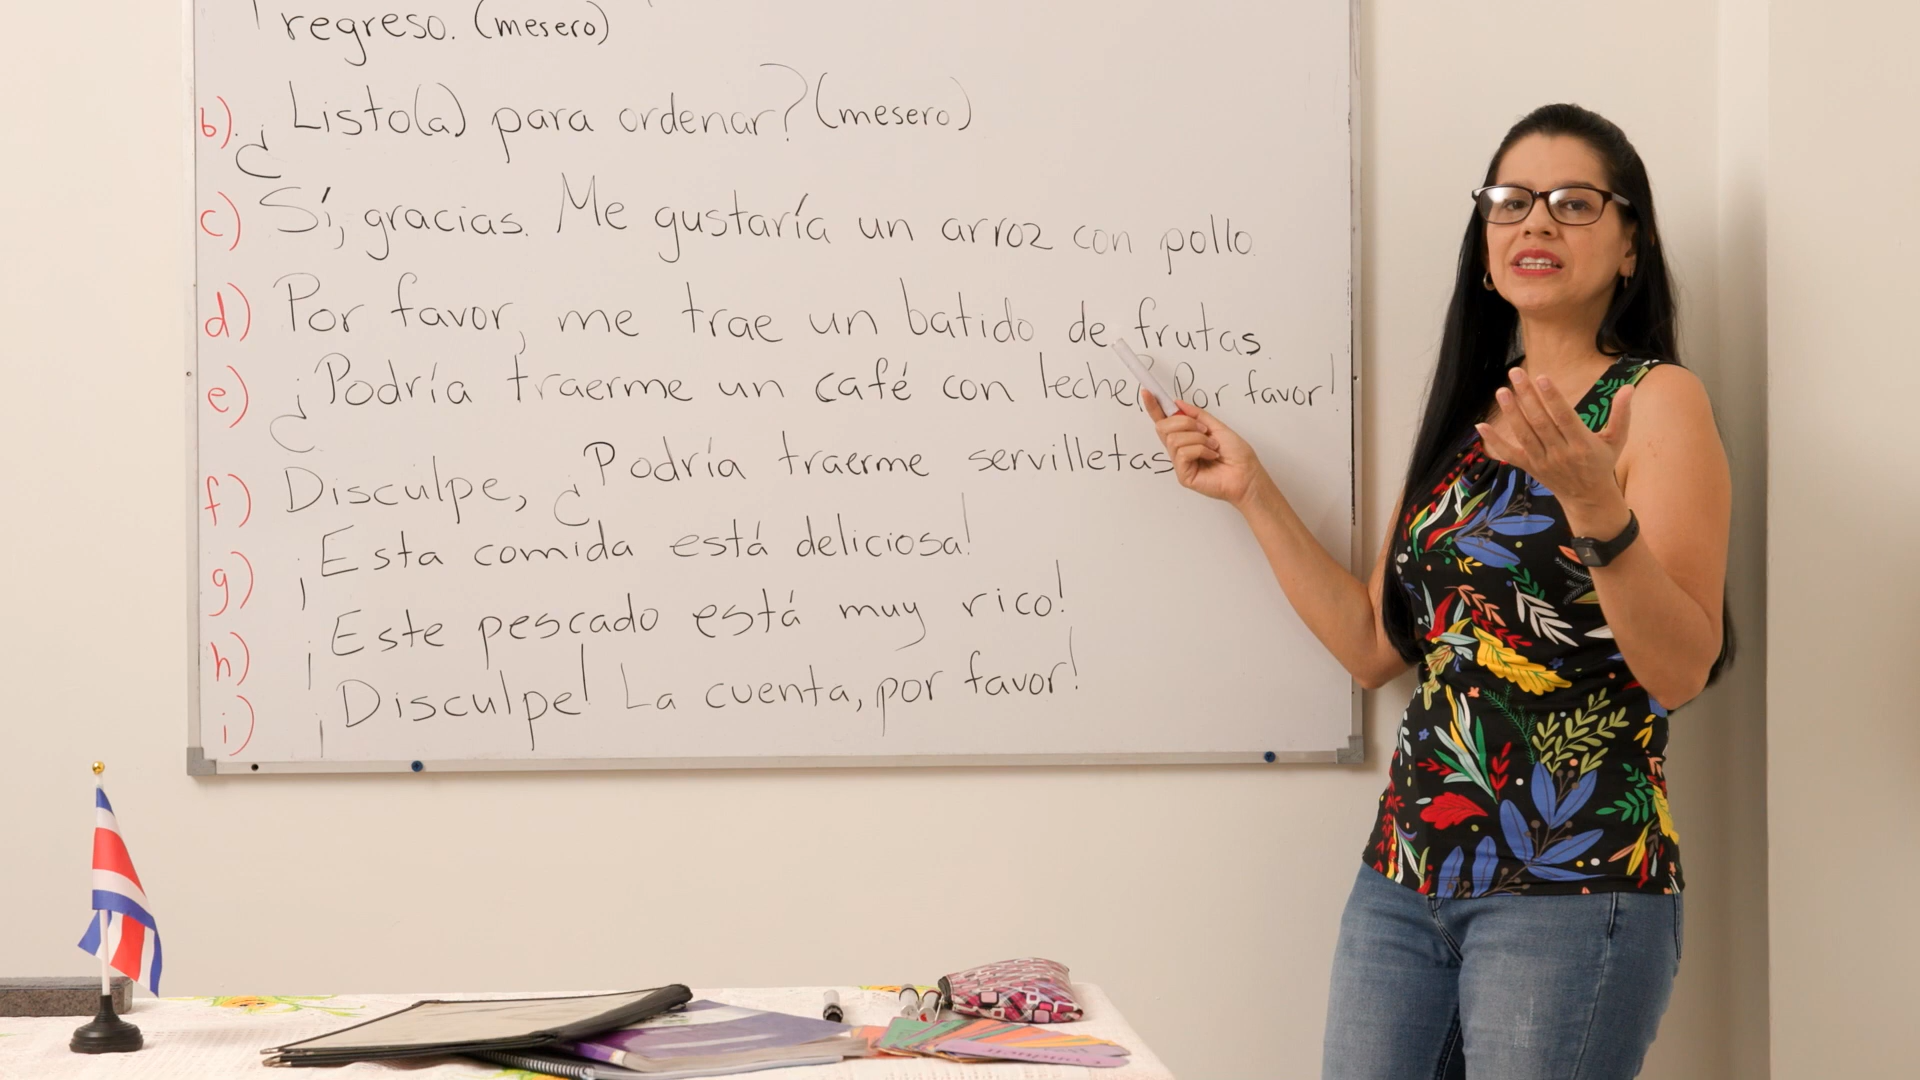 regreso. (mesero)
b). ¿Listo(a) para ordenar? (mesero)
c) Sí, gracias. Me gustaría un arroz con pollo.
d) Por favor, me trae un batido de frutas.
e) ¿Podría traerme un café con leche? Por favor!
f) Disculpe, ¿Podría traerme servilletas
g) ¡Esta comida está deliciosa!
h) ¡Este pescado está muy rico!
i) ¡Disculpe! La cuenta, por favor!